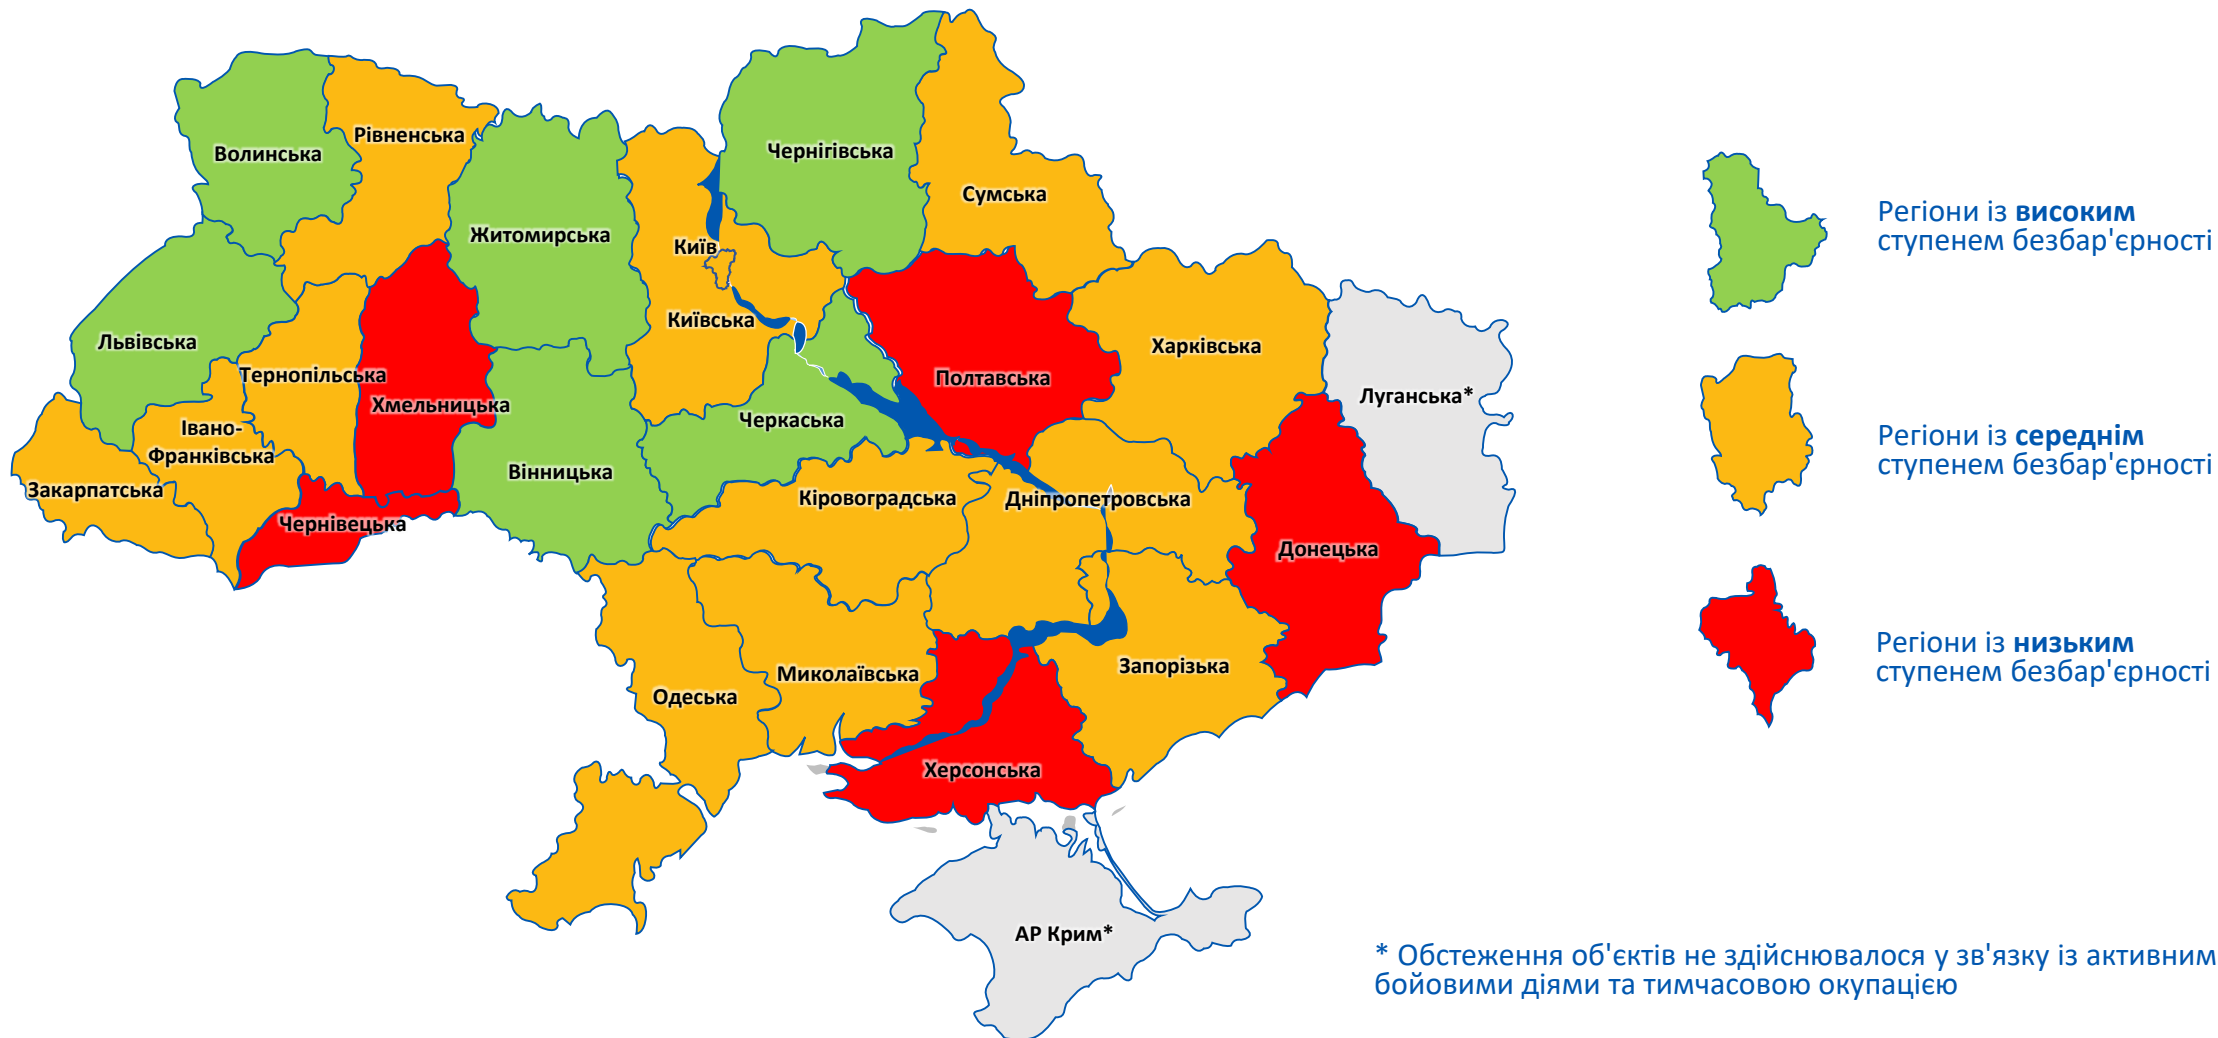 Рівненська
Волинська
Чернігівська
Сумська
Житомирська
Київ
Київська
Львівська
Харківська
Тернопільська
Полтавська
Луганська*
Хмельницька
Черкаська
Івано-
Франківська
Вінницька
Закарпатська
Кіровоградська
Дніпропетровська
Чернівецька
Донецька
Запорізька
Миколаївська
Одеська
Херсонська
АР Крим*
Регіони із високим
ступенем безбар'єрності
Регіони із середнім
ступенем безбар'єрності
Регіони із низьким
ступенем безбар'єрності
* Обстеження об'єктів не здійснювалося у зв'язку із активним
бойовими діями та тимчасовою окупацією